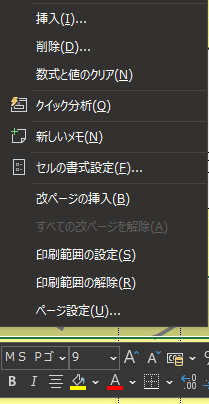 挿入(I)...
削除(D)...
数式と値のクリア(N)
クイック分析(Q)
新しいメモ(N)
セルの書式設定(F)...
改ページの挿入(B)
すべての改ページを解除(A)
印刷範囲の設定(S)
印刷範囲の解除(R)
ページ設定(U)...
ＭＳ Ｐゴ 9 A A
B I A .00